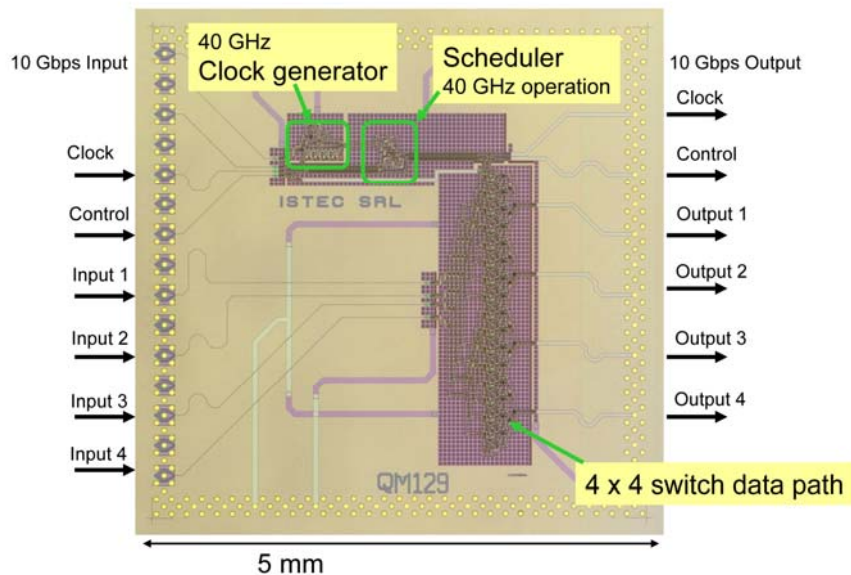 40 GHz
Clock generator
Scheduler
40 GHz operation
10 Gbps Input
10 Gbps Output
Clock
Clock
Control
Control
ISTEC SRL
Output 1
Input 1
Output 2
Input 2
Output 3
Input 3
Output 4
Input 4
QM129
4 x 4 switch data path
5 mm